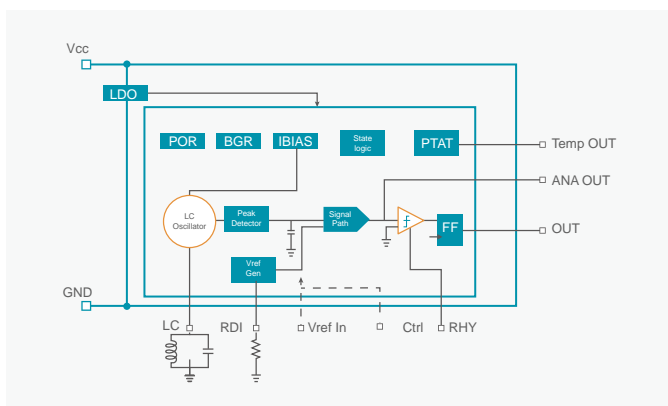 Vcc
LDO
POR
BGR
IBIAS
State
logic
PTAT
Temp OUT
ANA OUT
LC
Oscillator
Peak
Detector
Signal
Path
FF
OUT
Vref
Gen
GND
LC
RDI
Vref In
Ctrl
RHY